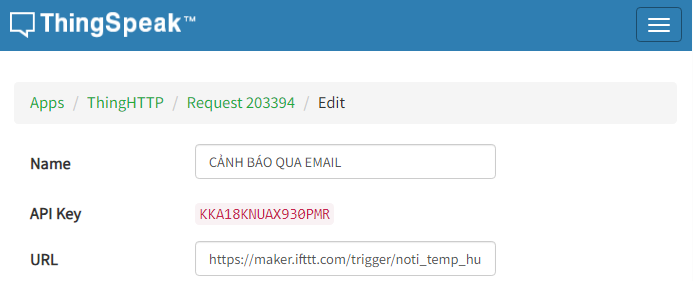 ThingSpeak™
Apps / ThingHTTP / Request 203394 / Edit
Name CẢNH BÁO QUA EMAIL
API Key KKA18KNUAX930PMR
URL https://maker.ifttt.com/trigger/noti_temp_hu